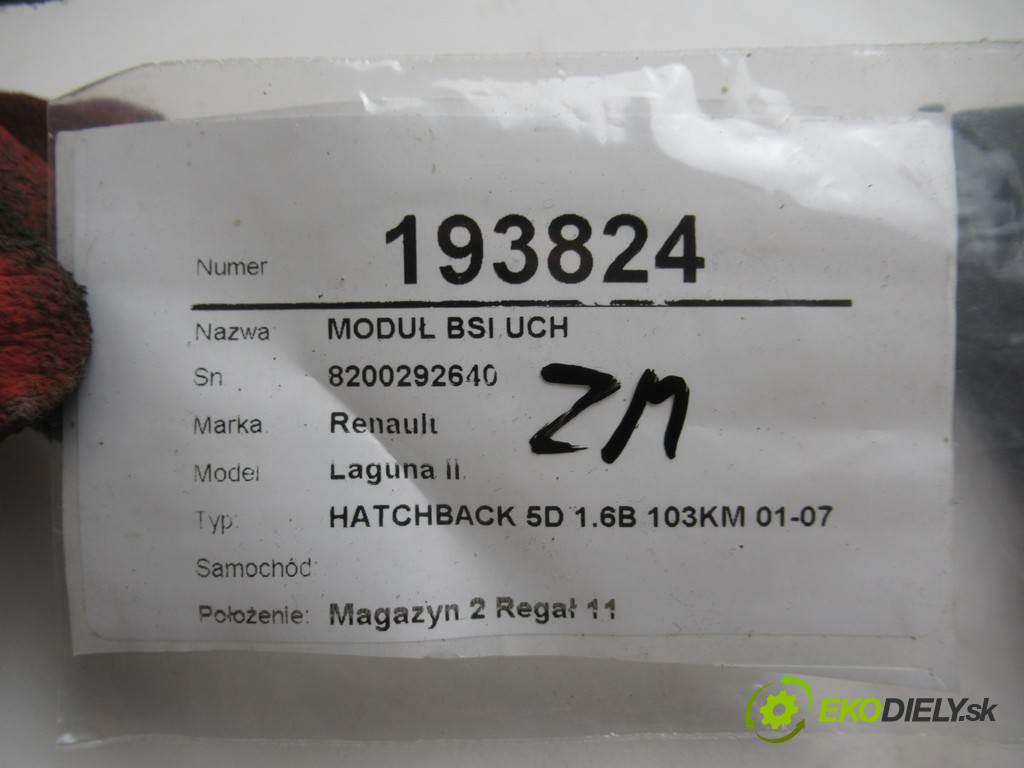 Numer 193824
Nazwa MODUŁ BSI UCH
Sn 8200292640
ZM
Marka Renault
Model Laguna II
Typ: HATCHBACK 5D 1.6B 103KM 01-07
Samochód
Położenie: Magazyn 2 Regał 11
EKODIELY.sk